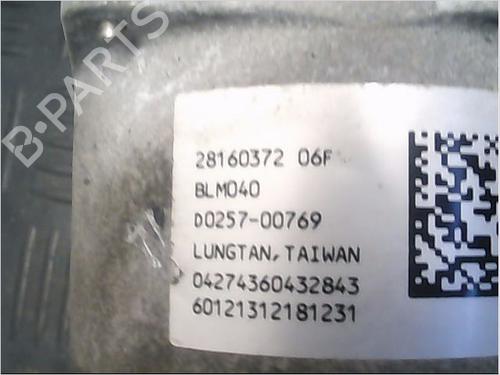 B-PARTS
28160372 06F
BLM040
D0257-00769
LUNGTAN, TAIWAN
04274360432843
60121312181231